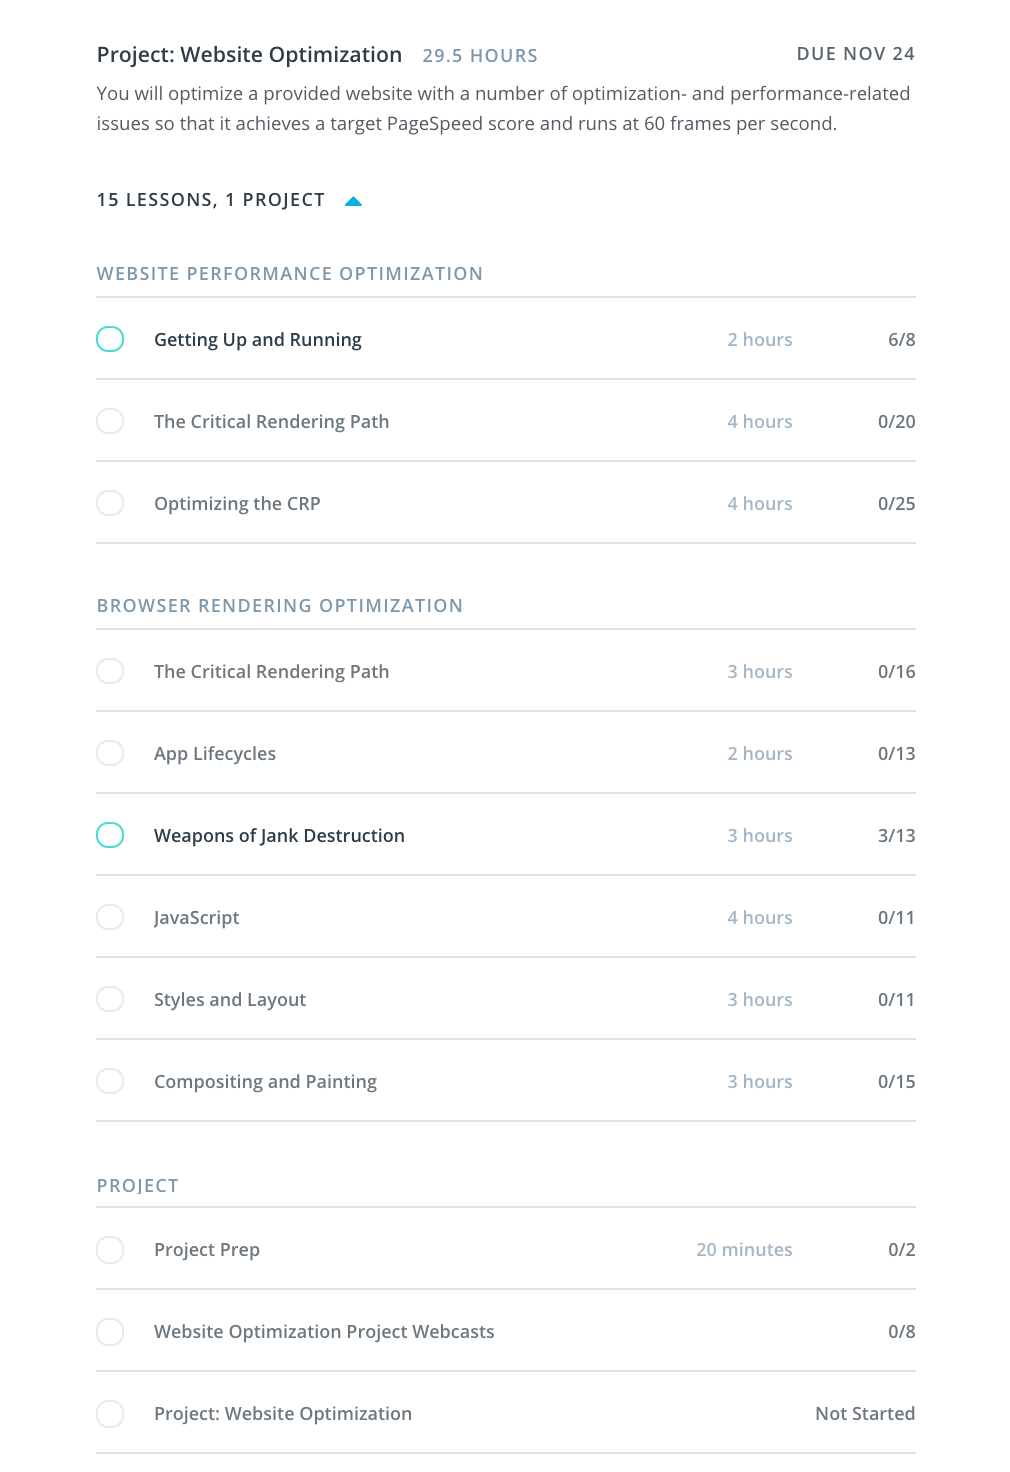 Project: Website Optimization 29.5 HOURS DUE NOV 24
You will optimize a provided website with a number of optimization- and performance-related
issues so that it achieves a target PageSpeed score and runs at 60 frames per second.
15 LESSONS, 1 PROJECT
WEBSITE PERFORMANCE OPTIMIZATION
Getting Up and Running 2 hours 6/8
The Critical Rendering Path 4 hours 0/20
Optimizing the CRP 4 hours 0/25
BROWSER RENDERING OPTIMIZATION
The Critical Rendering Path 3 hours 0/16
App Lifecycles 2 hours 0/13
Weapons of Jank Destruction 3 hours 3/13
JavaScript 4 hours 0/11
Styles and Layout 3 hours 0/11
Compositing and Painting 3 hours 0/15
PROJECT
Project Prep 20 minutes 0/2
Website Optimization Project Webcasts 0/8
Project: Website Optimization Not Started